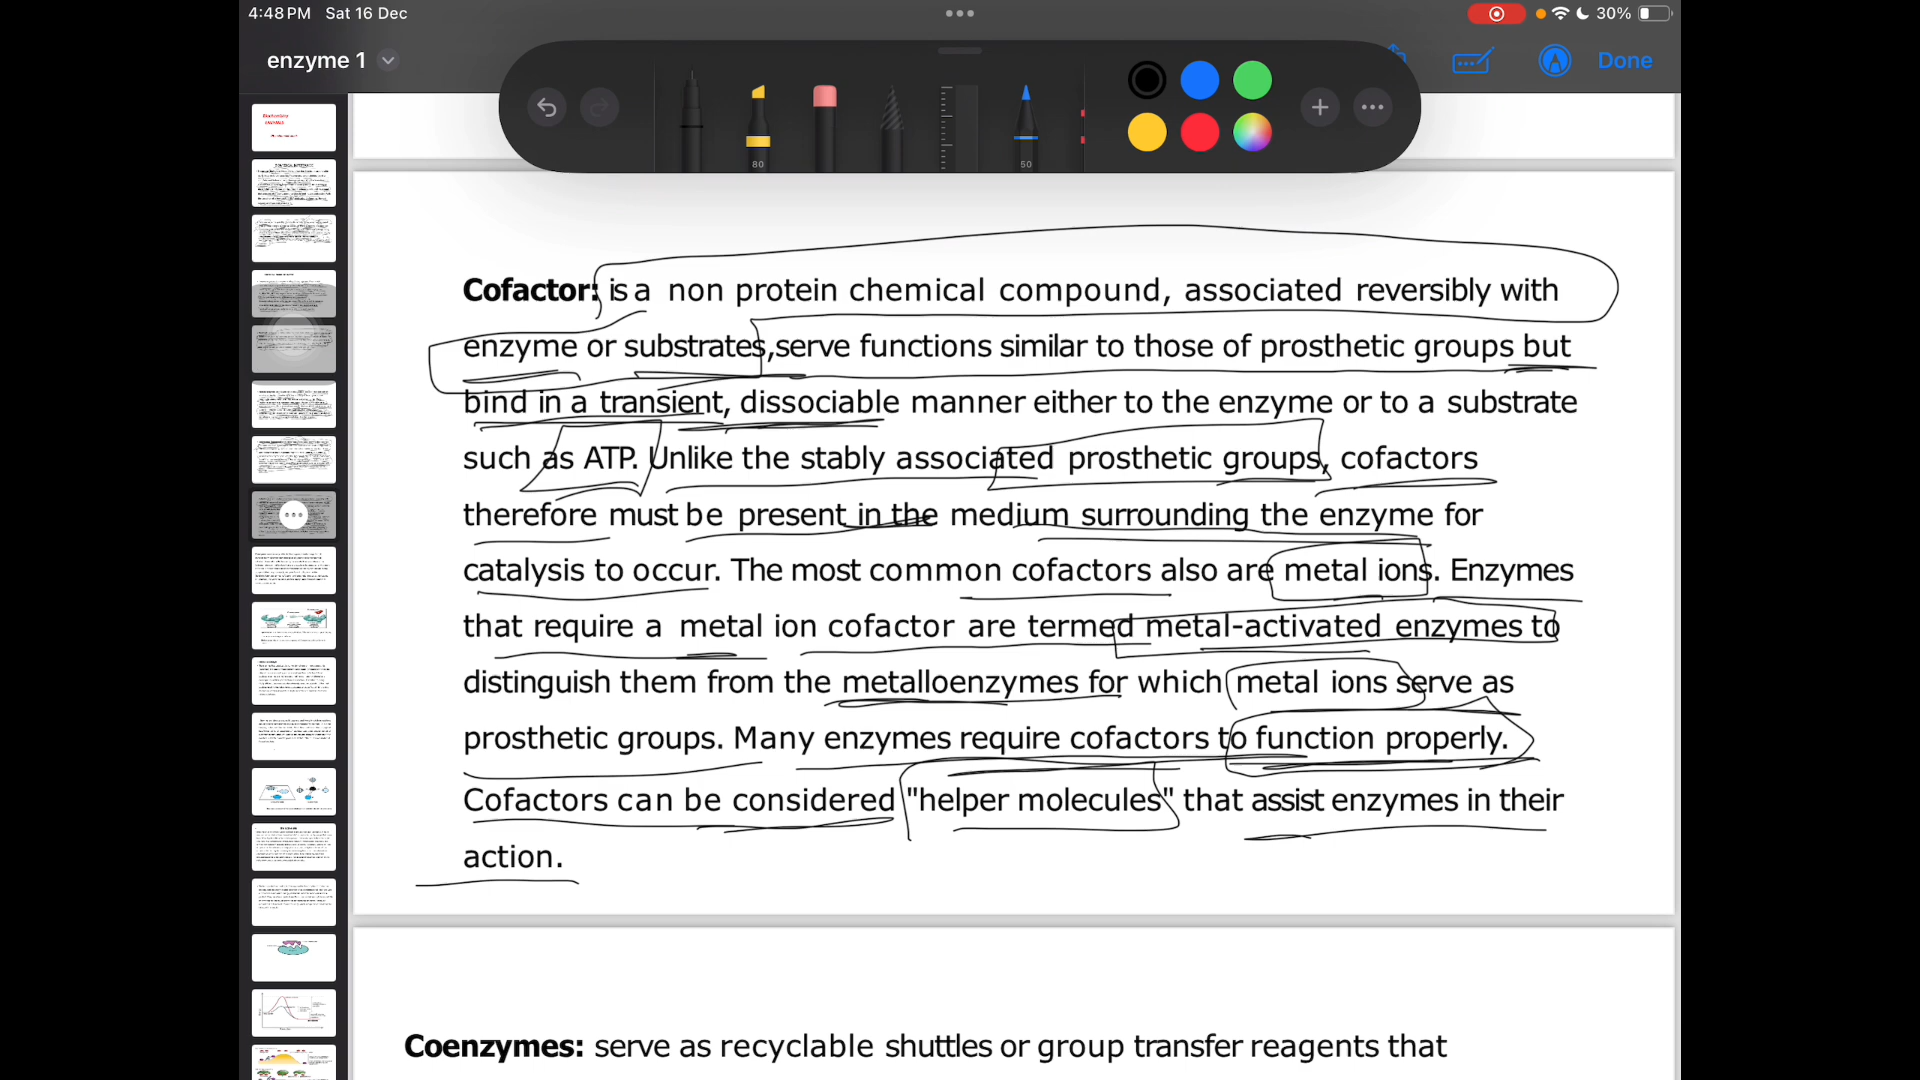 4:48 PM Sat 16 Dec
30%
enzyme 1
Done
80
50
Cofactor: is a non protein chemical compound, associated reversibly with
enzyme or substrates,serve functions similar to those of prosthetic groups but
bind in a transient, dissociable manner either to the enzyme or to a substrate
such as ATP. Unlike the stably associated prosthetic groups, cofactors
therefore must be present in the medium surrounding the enzyme for
catalysis to occur. The most common cofactors also are metal ions. Enzymes
that require a metal ion cofactor are termed metal-activated enzymes to
distinguish them from the metalloenzymes for which metal ions serve as
prosthetic groups. Many enzymes require cofactors to function properly.
Cofactors can be considered "helper molecules" that assist enzymes in their
action.
Coenzymes: serve as recyclable shuttles or group transfer reagents that